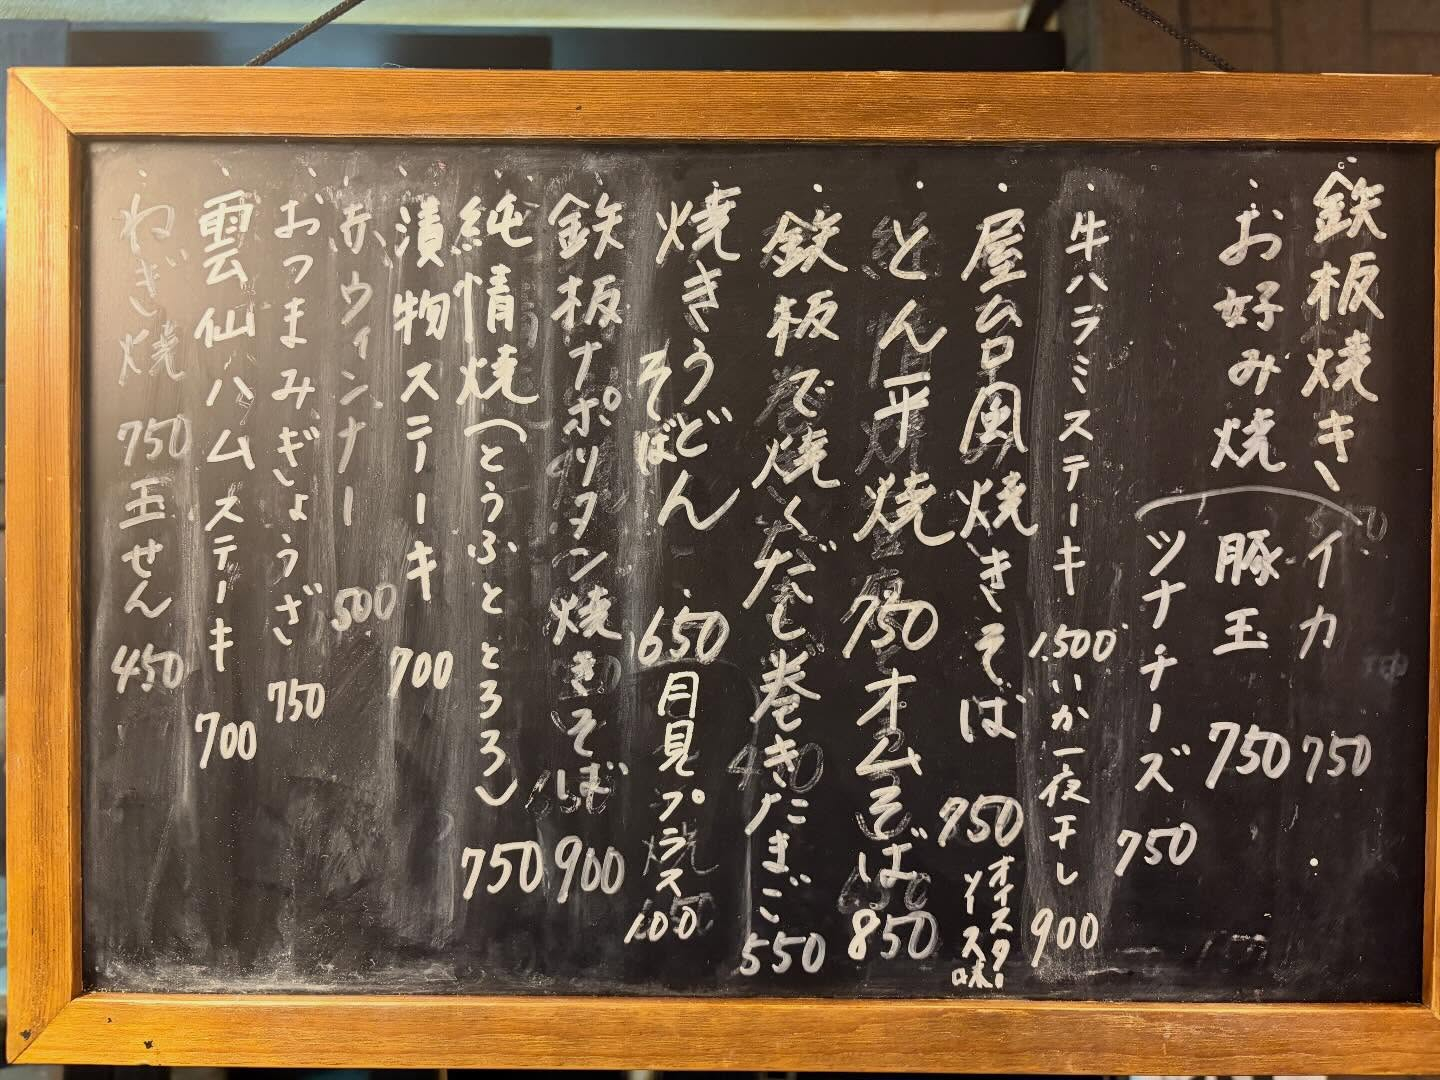 鉄板焼き イカ 750
お好み焼 豚玉 750
ツナチーズ 750
牛ハラミステーキ 1500 いか一夜干し 900
屋台風焼きそば 750 オイスターソース味
とん平焼 750 オムそば 850
鉄板で焼くだし巻きたまご 550
焼きうどん 650 月見プラス 100
そば
鉄板ナポリタン焼きそば 900
純情焼(とうふととろろ) 750
漬物ステーキ 700
赤ウィンナー 500
おつまみぎょうざ 750
雲仙ハムステーキ 700
ねぎ焼 750 玉せん 450